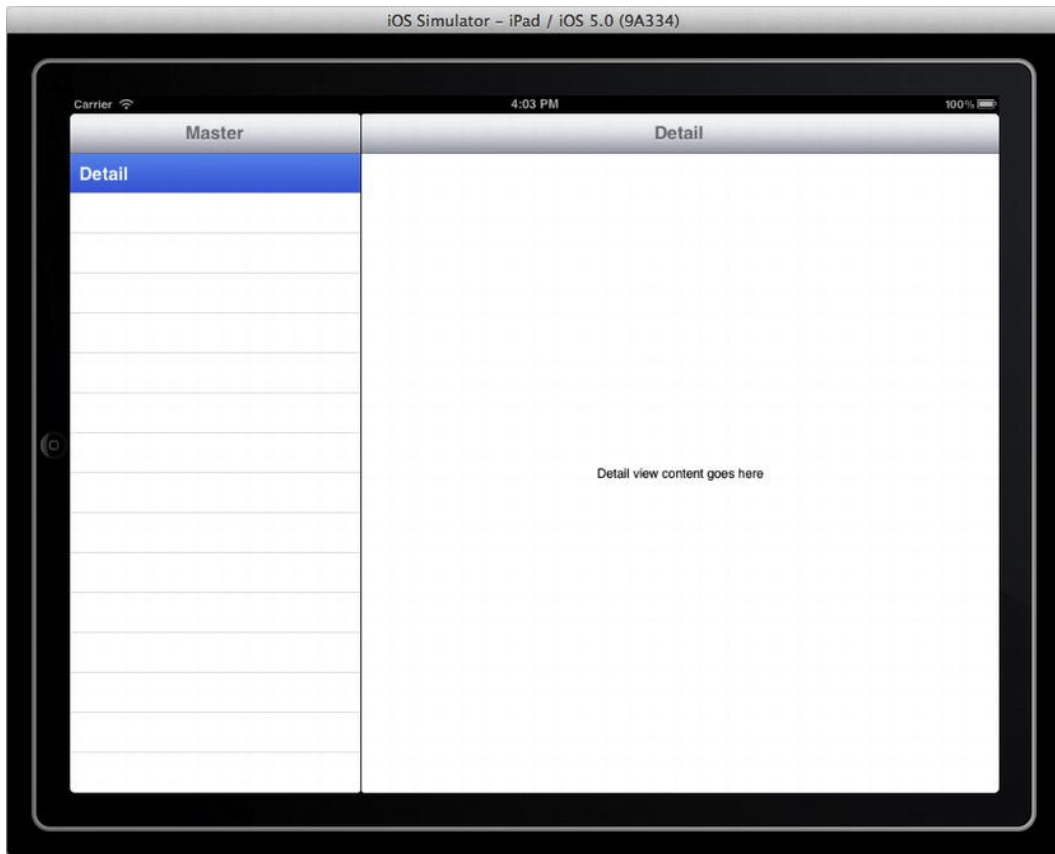 iOS Simulator – iPad / iOS 5.0 (9A334)
Carrier 4:03 PM 100%
Master Detail
Detail
Detail view content goes here